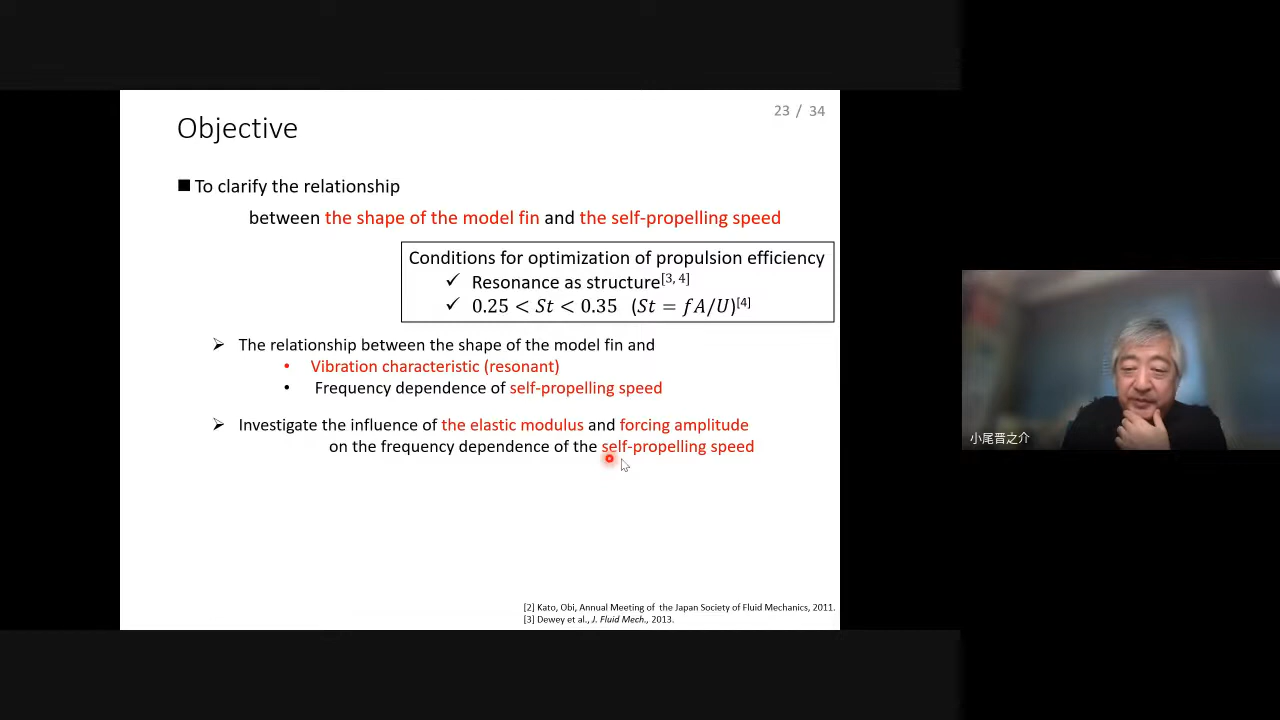 23 / 34
Objective
■ To clarify the relationship
between the shape of the model fin and the self-propelling speed
Conditions for optimization of propulsion efficiency
✓ Resonance as structure[3, 4]
✓ 0.25 < St < 0.35 (St = fA/U)[4]
➢ The relationship between the shape of the model fin and
• Vibration characteristic (resonant)
• Frequency dependence of self-propelling speed
➢ Investigate the influence of the elastic modulus and forcing amplitude
on the frequency dependence of the self-propelling speed
小尾晋之介
[2] Kato, Obi, Annual Meeting of the Japan Society of Fluid Mechanics, 2011.
[3] Dewey et al., J. Fluid Mech., 2013.